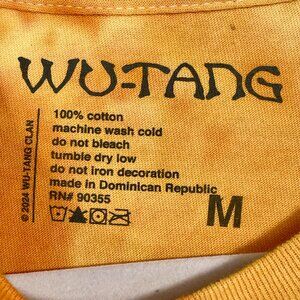 WU-TANG
© 2024 WU-TANG CLAN
100% cotton
machine wash cold
do not bleach
tumble dry low
do not iron decoration
made in Dominican Republic
RN# 90355
M